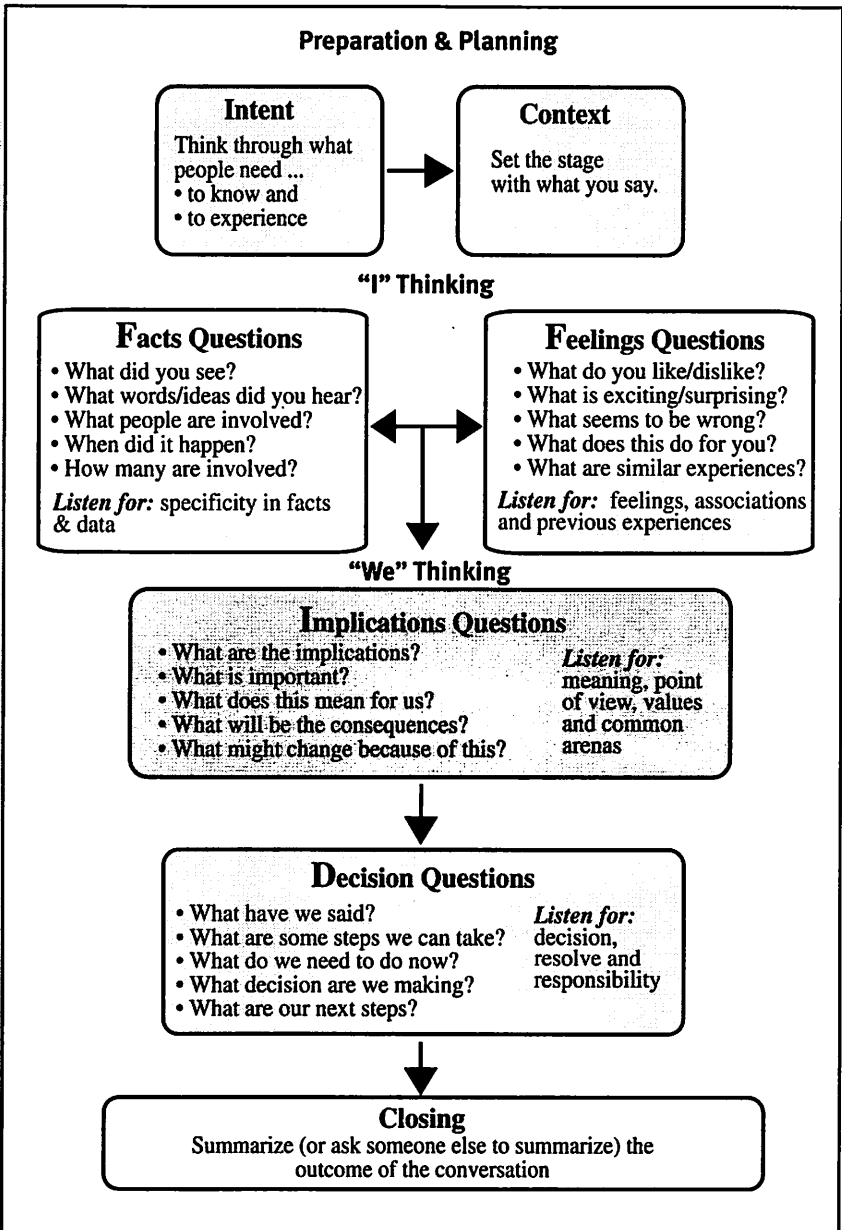 Preparation & Planning
Intent
Think through what
people need ...
• to know and
• to experience
Context
Set the stage
with what you say.
“I” Thinking
Facts Questions
• What did you see?
• What words/ideas did you hear?
• What people are involved?
• When did it happen?
• How many are involved?
Listen for: specificity in facts
& data
Feelings Questions
• What do you like/dislike?
• What is exciting/surprising?
• What seems to be wrong?
• What does this do for you?
• What are similar experiences?
Listen for: feelings, associations
and previous experiences
“We” Thinking
Implications Questions
• What are the implications?
• What is important?
• What does this mean for us?
• What will be the consequences?
• What might change because of this?
Listen for:
meaning, point
of view, values
and common
arenas
Decision Questions
• What have we said?
• What are some steps we can take?
• What do we need to do now?
• What decision are we making?
• What are our next steps?
Listen for:
decision,
resolve and
responsibility
Closing
Summarize (or ask someone else to summarize) the
outcome of the conversation